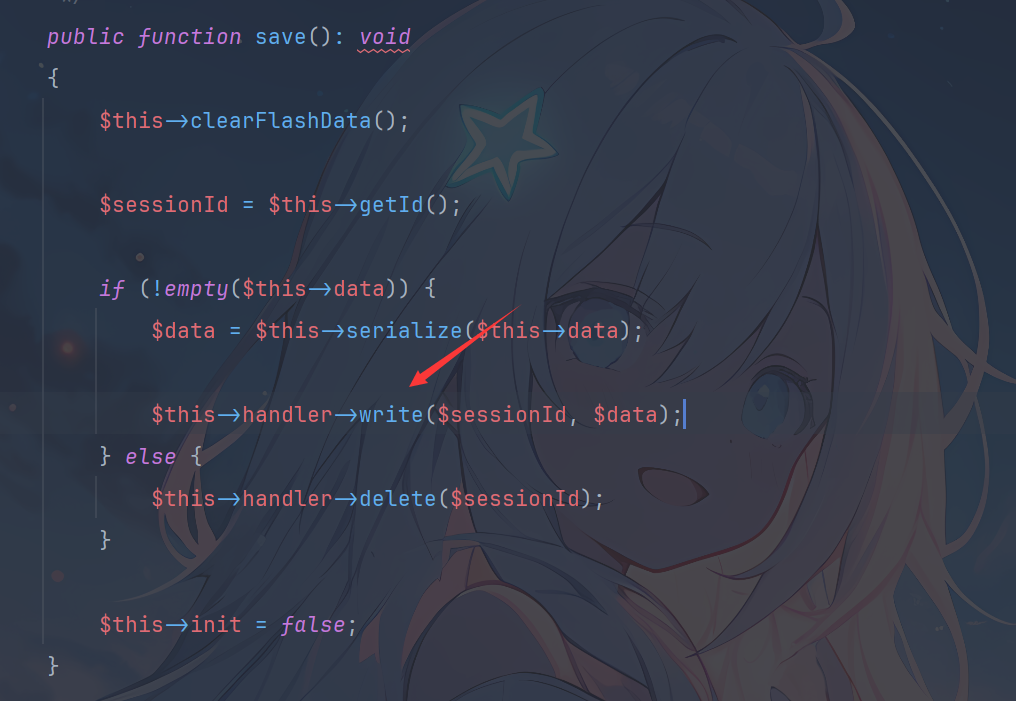 public function save(): void
{
$this->clearFlashData();
$sessionId = $this->getId();
if (!empty($this->data)) {
$data = $this->serialize($this->data);
$this->handler->write($sessionId, $data);
} else {
$this->handler->delete($sessionId);
}
$this->init = false;
}